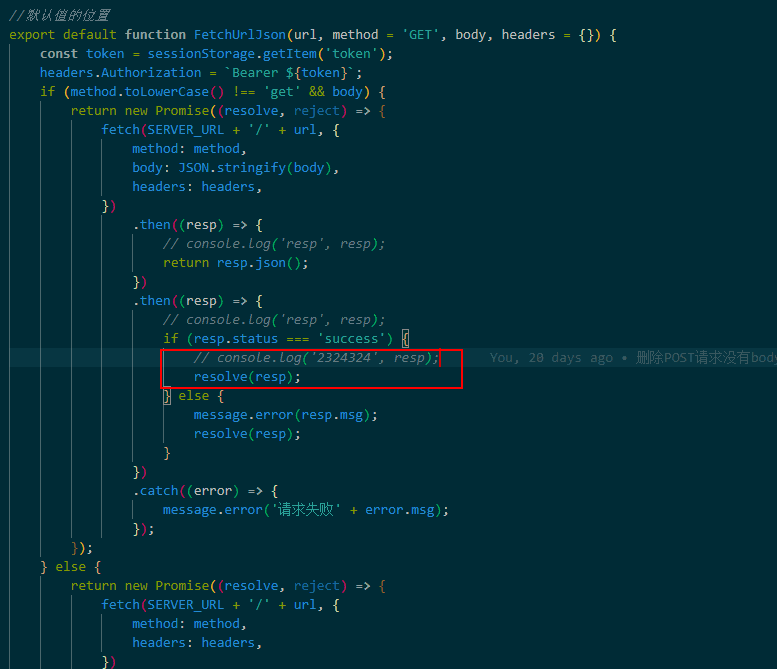 //默认值的位置
export default function FetchUrlJson(url, method = 'GET', body, headers = {}) {
const token = sessionStorage.getItem('token');
headers.Authorization = `Bearer ${token}`;
if (method.toLowerCase() !== 'get' && body) {
return new Promise((resolve, reject) => {
fetch(SERVER_URL + '/' + url, {
method: method,
body: JSON.stringify(body),
headers: headers,
})
.then((resp) => {
// console.log('resp', resp);
return resp.json();
})
.then((resp) => {
// console.log('resp', resp);
if (resp.status === 'success') {
// console.log('2324324', resp); You, 20 days ago • 删除POST请求没有body
resolve(resp);
} else {
message.error(resp.msg);
resolve(resp);
}
})
.catch((error) => {
message.error('请求失败' + error.msg);
});
});
} else {
return new Promise((resolve, reject) => {
fetch(SERVER_URL + '/' + url, {
method: method,
headers: headers,
})